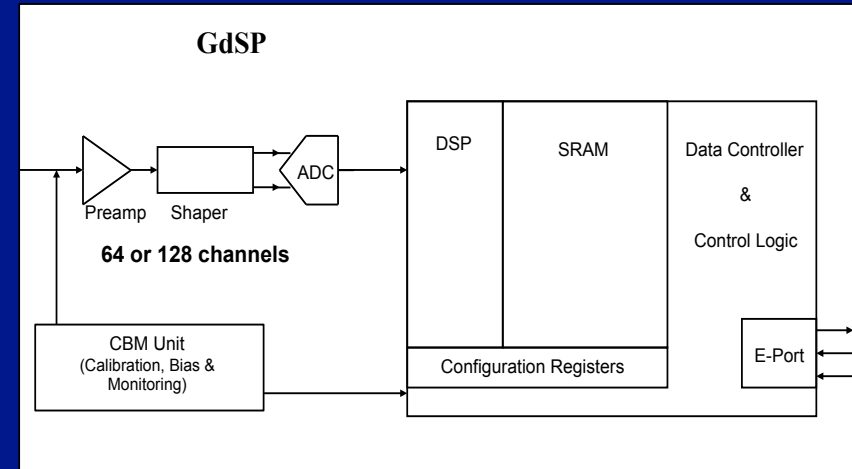 GdSP
DSP
SRAM
Data Controller
&
Control Logic
ADC
Preamp
Shaper
64 or 128 channels
CBM Unit
(Calibration, Bias &
Monitoring)
Configuration Registers
E-Port